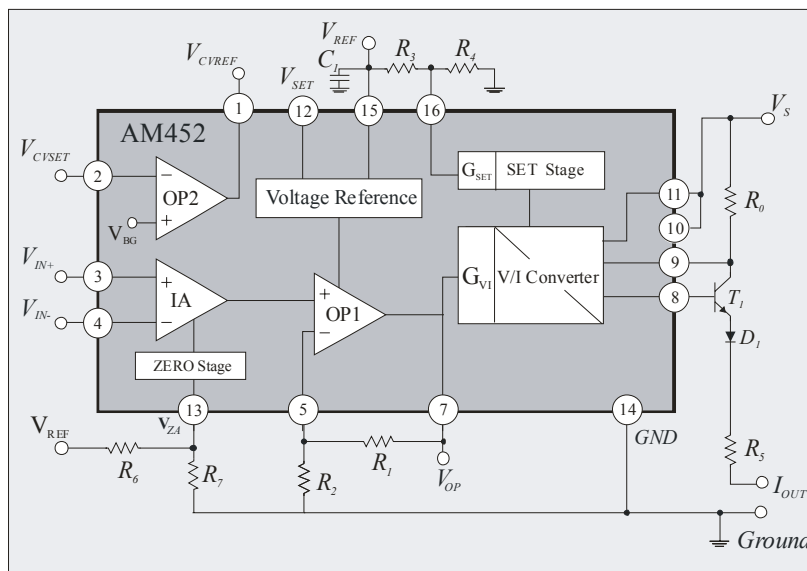 V_REF
V_CVREF
V_SET
C_1
R_3
R_4
1
12
15
16
V_S
AM452
V_CVSET
2
−
OP2
+
V_BG
Voltage Reference
G_SET
SET Stage
11
R_0
10
V_IN+
3
+
IA
−
V_IN-
4
+
OP1
−
G_VI
V/I Converter
9
8
T_1
D_1
ZERO Stage
13
5
7
14
V_ZA
GND
V_REF
R_6
R_7
R_2
R_1
V_OP
R_5
I_OUT
Ground